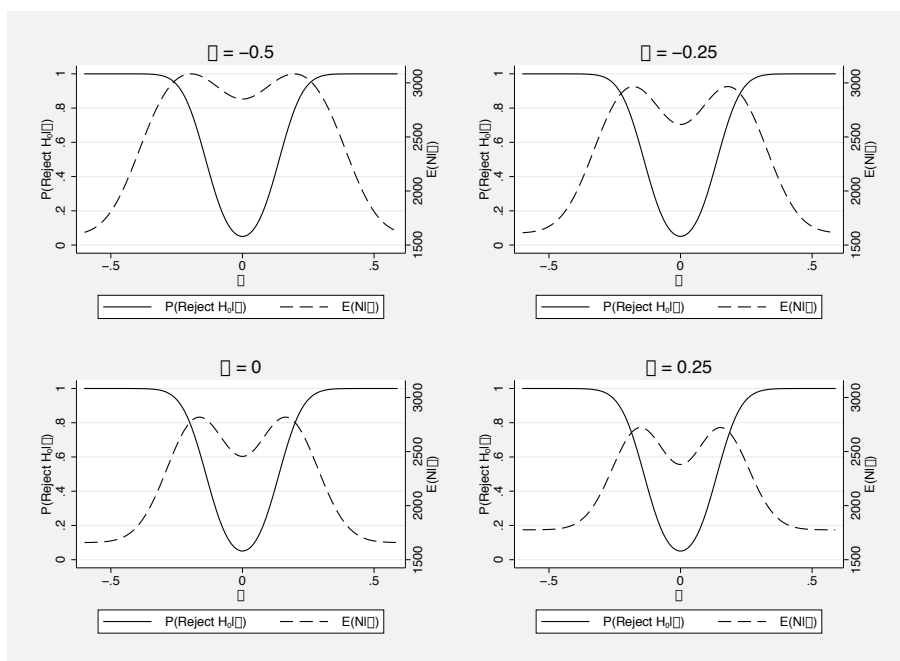 ▯ = −0.5
▯ = −0.25
P(Reject H₀|▯)
0 .2 .4 .6 .8 1
E(N|▯)
1500 2000 2500 3000
−.5 0 .5
▯
P(Reject H₀|▯) E(N|▯)
P(Reject H₀|▯)
0 .2 .4 .6 .8 1
E(N|▯)
1500 2000 2500 3000
−.5 0 .5
▯
P(Reject H₀|▯) E(N|▯)
▯ = 0
▯ = 0.25
P(Reject H₀|▯)
0 .2 .4 .6 .8 1
E(N|▯)
1500 2000 2500 3000
−.5 0 .5
▯
P(Reject H₀|▯) E(N|▯)
P(Reject H₀|▯)
0 .2 .4 .6 .8 1
E(N|▯)
1500 2000 2500 3000
−.5 0 .5
▯
P(Reject H₀|▯) E(N|▯)